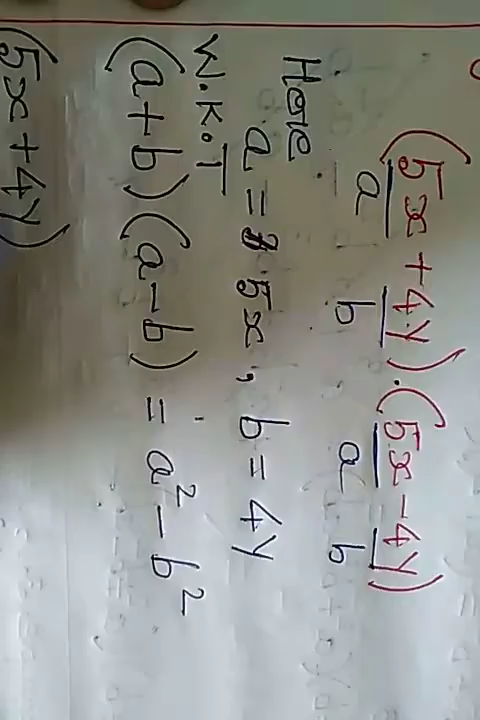 (5x + 4y) . (5x - 4y)
a b a b
Here
a = 5x, b = 4y
W.K.T
(a+b) (a-b) = a² - b²
(5x + 4y)